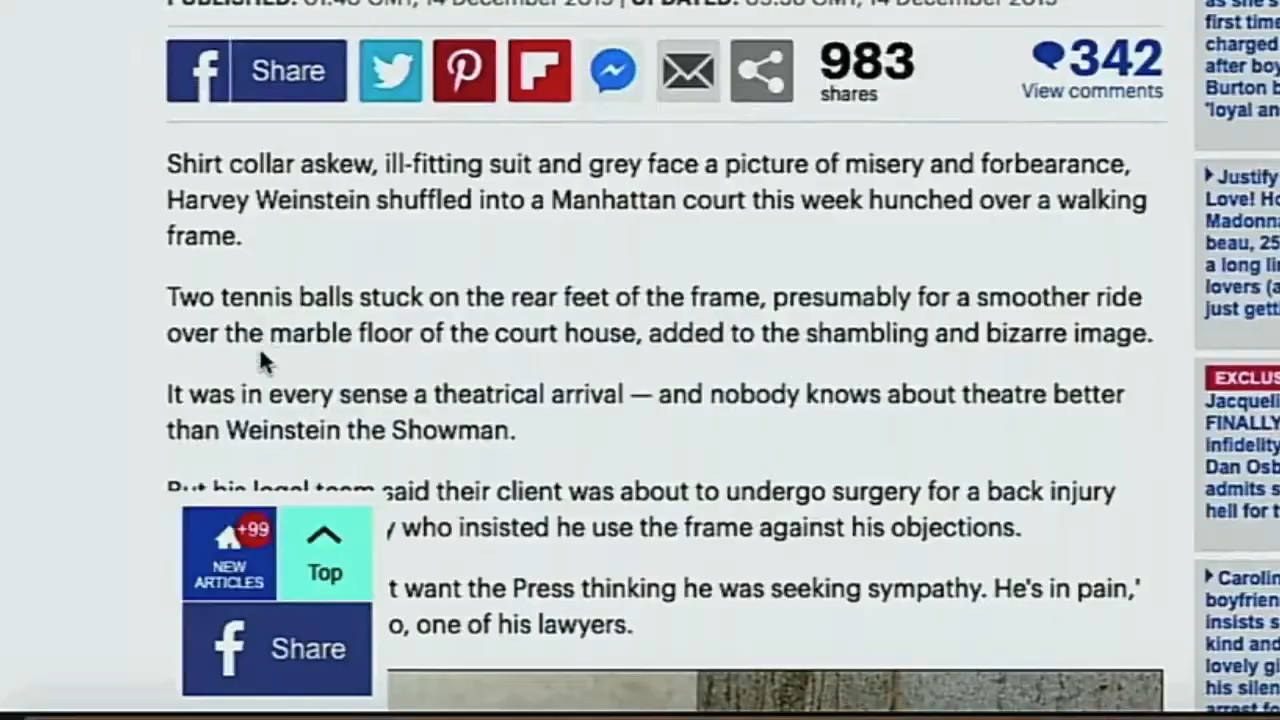 Share
983
shares
342
View comments
Shirt collar askew, ill-fitting suit and grey face a picture of misery and forbearance,
Harvey Weinstein shuffled into a Manhattan court this week hunched over a walking
frame.
Two tennis balls stuck on the rear feet of the frame, presumably for a smoother ride
over the marble floor of the court house, added to the shambling and bizarre image.
It was in every sense a theatrical arrival — and nobody knows about theatre better
than Weinstein the Showman.
But his legal team said their client was about to undergo surgery for a back injury
who insisted he use the frame against his objections.
t want the Press thinking he was seeking sympathy. He's in pain,'
o, one of his lawyers.
+99
NEW
ARTICLES
Top
Share
first time
charged
after boy
Burton b
'loyal an
Justify
Love! Ho
Madonna
beau, 25
a long li
lovers (a
just getti
EXCLUS
Jacqueli
FINALLY
infidelity
Dan Osb
admits s
hell for t
Carolin
boyfrien
insists s
kind and
lovely gi
his silen